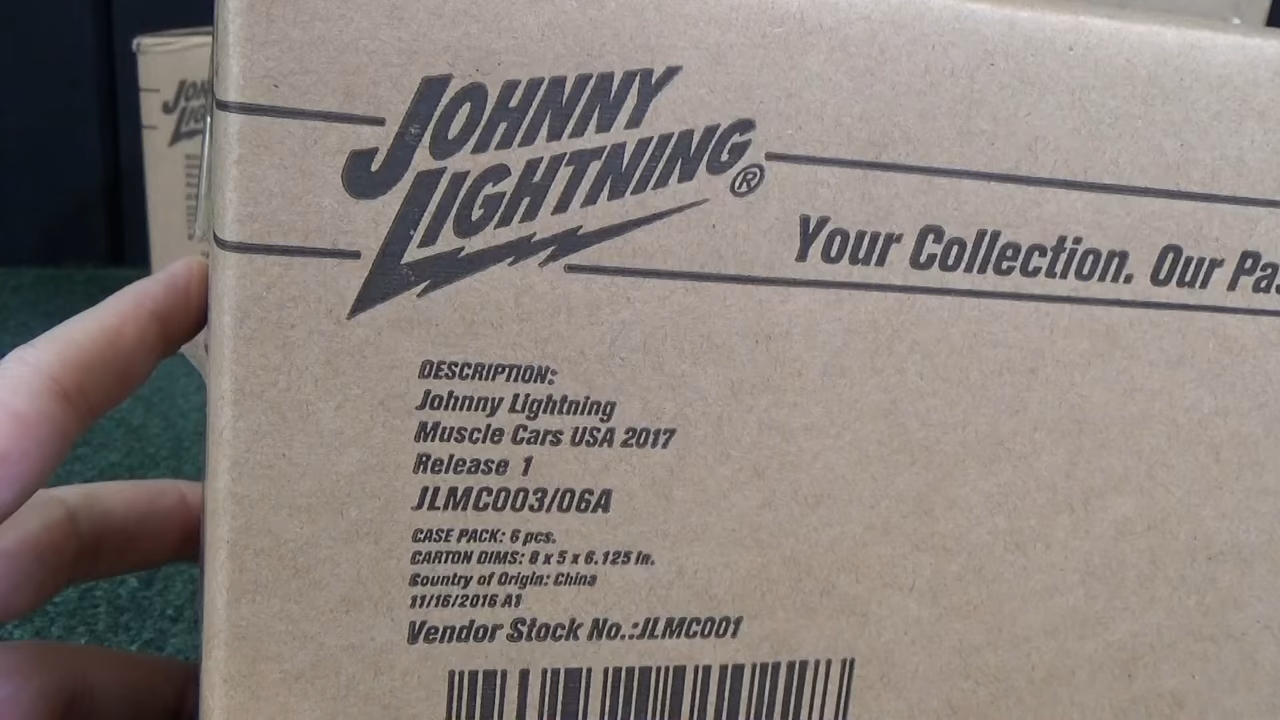 JOHNNY
LIGHTNING®
Your Collection. Our Pa
DESCRIPTION:
Johnny Lightning
Muscle Cars USA 2017
Release 1
JLMC003/06A
CASE PACK: 6 pcs.
CARTON DIMS: 8 x 5 x 6.125 in.
Country of Origin: China
11/16/2016 A1
Vendor Stock No.:JLMC001